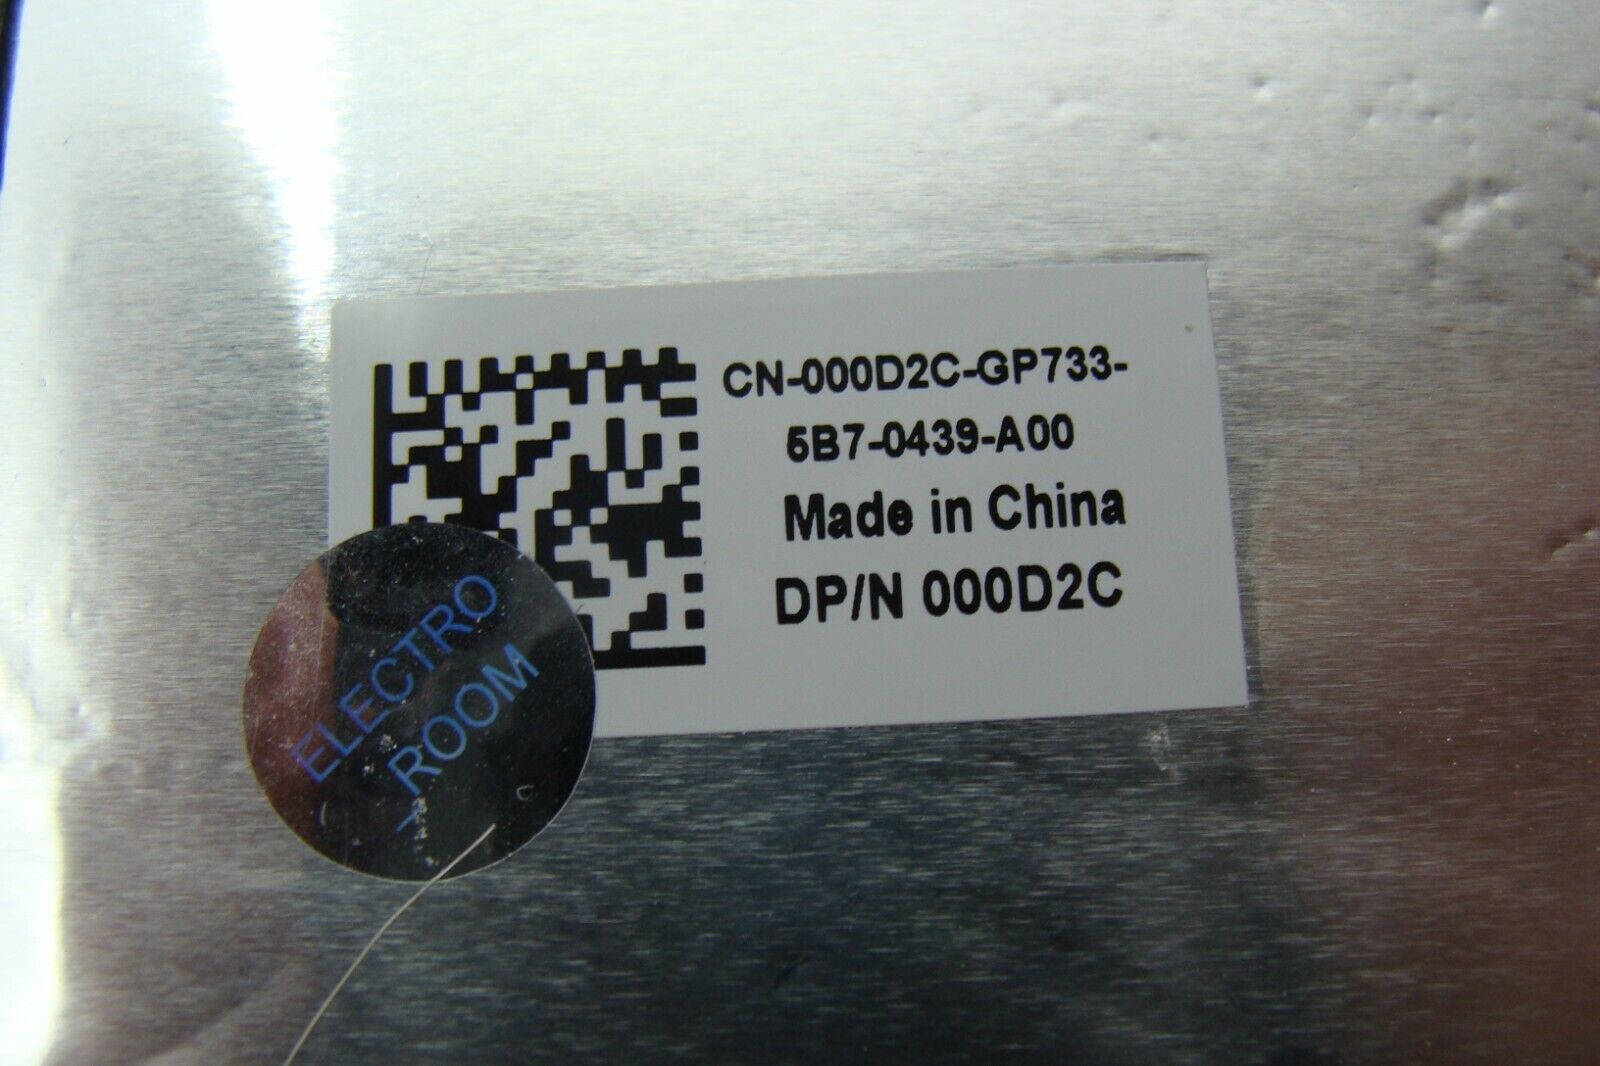 CN-000D2C-GP733-
5B7-0439-A00
Made in China
DP/N 000D2C
ELECTRO
ROOM